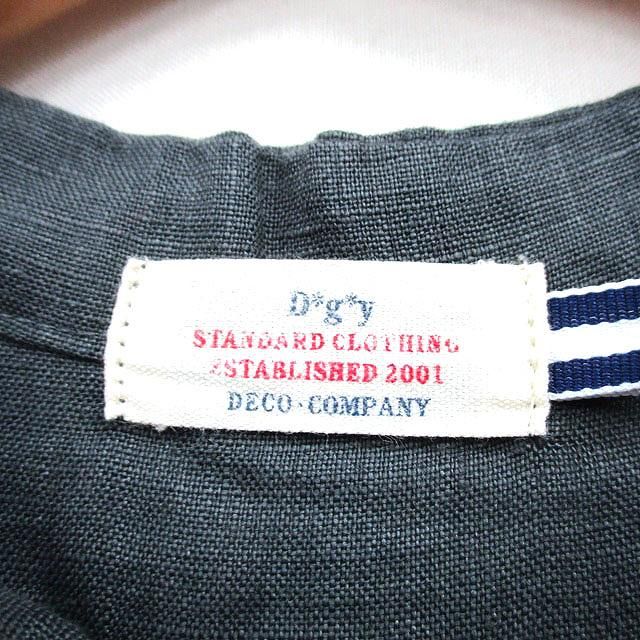 D*g*y
STANDARD CLOTHING
ESTABLISHED 2001
DECO·COMPANY